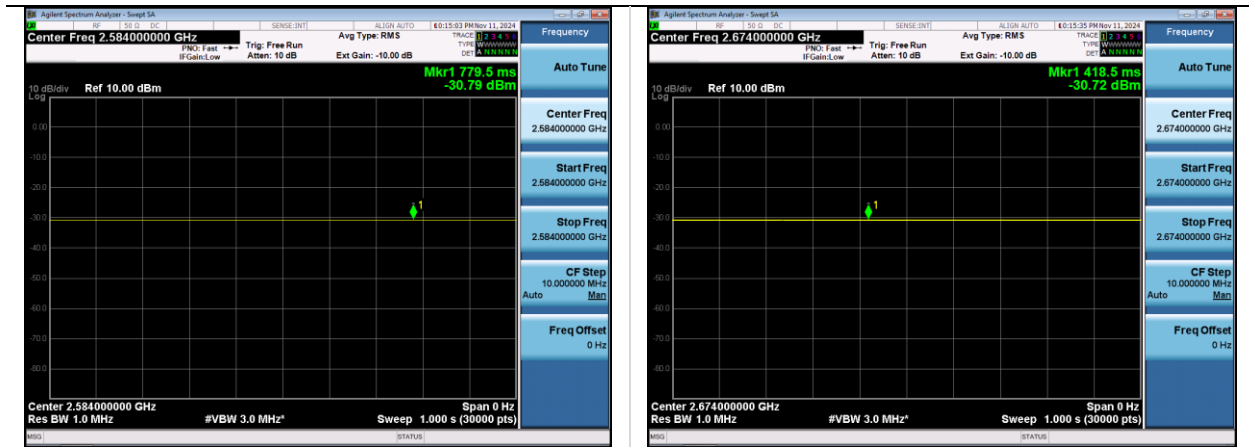 Agilent Spectrum Analyzer - Swept SA
RF 50 Ω DC SENSE:INT ALIGN AUTO 10:15:03 PM Nov 11, 2024
Center Freq 2.584000000 GHz
PNO: Fast
IFGain:Low
Trig: Free Run
Atten: 10 dB
Avg Type: RMS
Ext Gain: -10.00 dB
TRACE 1 2 3 4 5 6
TYPE WWWWWW
DET A N N N N N
Mkr1 779.5 ms
-30.79 dBm
10 dB/div Ref 10.00 dBm
Log
0.00
-10.0
-20.0
-30.0
-40.0
-50.0
-60.0
-70.0
-80.0
1
Center 2.584000000 GHz Span 0 Hz
Res BW 1.0 MHz #VBW 3.0 MHz* Sweep 1.000 s (30000 pts)
MSG STATUS
Frequency
Auto Tune
Center Freq
2.584000000 GHz
Start Freq
2.584000000 GHz
Stop Freq
2.584000000 GHz
CF Step
10.000000 MHz
Auto Man
Freq Offset
0 Hz
Agilent Spectrum Analyzer - Swept SA
RF 50 Ω DC SENSE:INT ALIGN AUTO 10:15:35 PM Nov 11, 2024
Center Freq 2.674000000 GHz
PNO: Fast
IFGain:Low
Trig: Free Run
Atten: 10 dB
Avg Type: RMS
Ext Gain: -10.00 dB
TRACE 1 2 3 4 5 6
TYPE WWWWWW
DET A N N N N N
Mkr1 418.5 ms
-30.72 dBm
10 dB/div Ref 10.00 dBm
Log
0.00
-10.0
-20.0
-30.0
-40.0
-50.0
-60.0
-70.0
-80.0
1
Center 2.674000000 GHz Span 0 Hz
Res BW 1.0 MHz #VBW 3.0 MHz* Sweep 1.000 s (30000 pts)
MSG STATUS
Frequency
Auto Tune
Center Freq
2.674000000 GHz
Start Freq
2.674000000 GHz
Stop Freq
2.674000000 GHz
CF Step
10.000000 MHz
Auto Man
Freq Offset
0 Hz